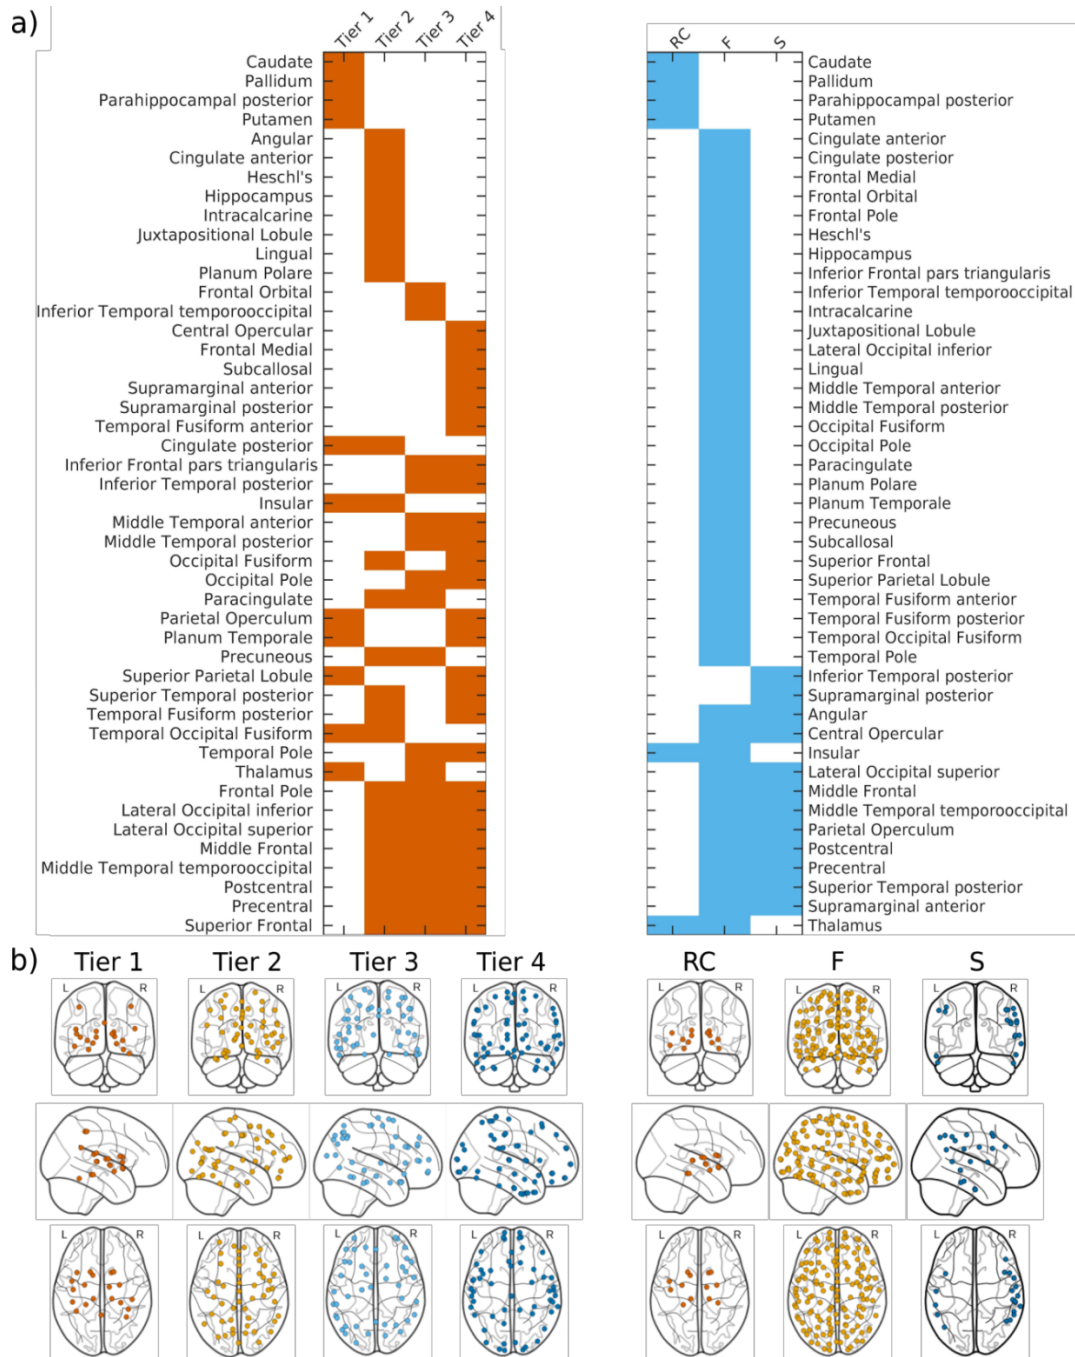 a)
Tier 1
Tier 2
Tier 3
Tier 4
Caudate
Pallidum
Parahippocampal posterior
Putamen
Angular
Cingulate anterior
Heschl's
Hippocampus
Intracalcarine
Juxtapositional Lobule
Lingual
Planum Polare
Frontal Orbital
Inferior Temporal temporooccipital
Central Opercular
Frontal Medial
Subcallosal
Supramarginal anterior
Supramarginal posterior
Temporal Fusiform anterior
Cingulate posterior
Inferior Frontal pars triangularis
Inferior Temporal posterior
Insular
Middle Temporal anterior
Middle Temporal posterior
Occipital Fusiform
Occipital Pole
Paracingulate
Parietal Operculum
Planum Temporale
Precuneous
Superior Parietal Lobule
Superior Temporal posterior
Temporal Fusiform posterior
Temporal Occipital Fusiform
Temporal Pole
Thalamus
Frontal Pole
Lateral Occipital inferior
Lateral Occipital superior
Middle Frontal
Middle Temporal temporooccipital
Postcentral
Precentral
Superior Frontal
RC
F
S
Caudate
Pallidum
Parahippocampal posterior
Putamen
Cingulate anterior
Cingulate posterior
Frontal Medial
Frontal Orbital
Frontal Pole
Heschl's
Hippocampus
Inferior Frontal pars triangularis
Inferior Temporal temporooccipital
Intracalcarine
Juxtapositional Lobule
Lateral Occipital inferior
Lingual
Middle Temporal anterior
Middle Temporal posterior
Occipital Fusiform
Occipital Pole
Paracingulate
Planum Polare
Planum Temporale
Precuneous
Subcallosal
Superior Frontal
Superior Parietal Lobule
Temporal Fusiform anterior
Temporal Fusiform posterior
Temporal Occipital Fusiform
Temporal Pole
Inferior Temporal posterior
Supramarginal posterior
Angular
Central Opercular
Insular
Lateral Occipital superior
Middle Frontal
Middle Temporal temporooccipital
Parietal Operculum
Postcentral
Precentral
Superior Temporal posterior
Supramarginal anterior
Thalamus
b)
Tier 1 Tier 2 Tier 3 Tier 4 RC F S
L R L R L R L R L R L R L R
L R L R L R L R L R L R L R